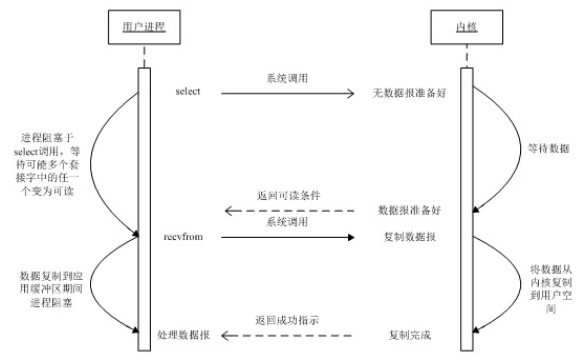 用户进程
内核
系统调用
select
无数据报准备好
进程阻塞于
select调用，等
待可能多个套
接字中的任一
个变为可读
等待数据
返回可读条件
数据报准备好
系统调用
recvfrom
复制数据报
数据复制到应
用缓冲区期间
进程阻塞
将数据从
内核复制
到用户空
间
返回成功指示
处理数据报
复制完成